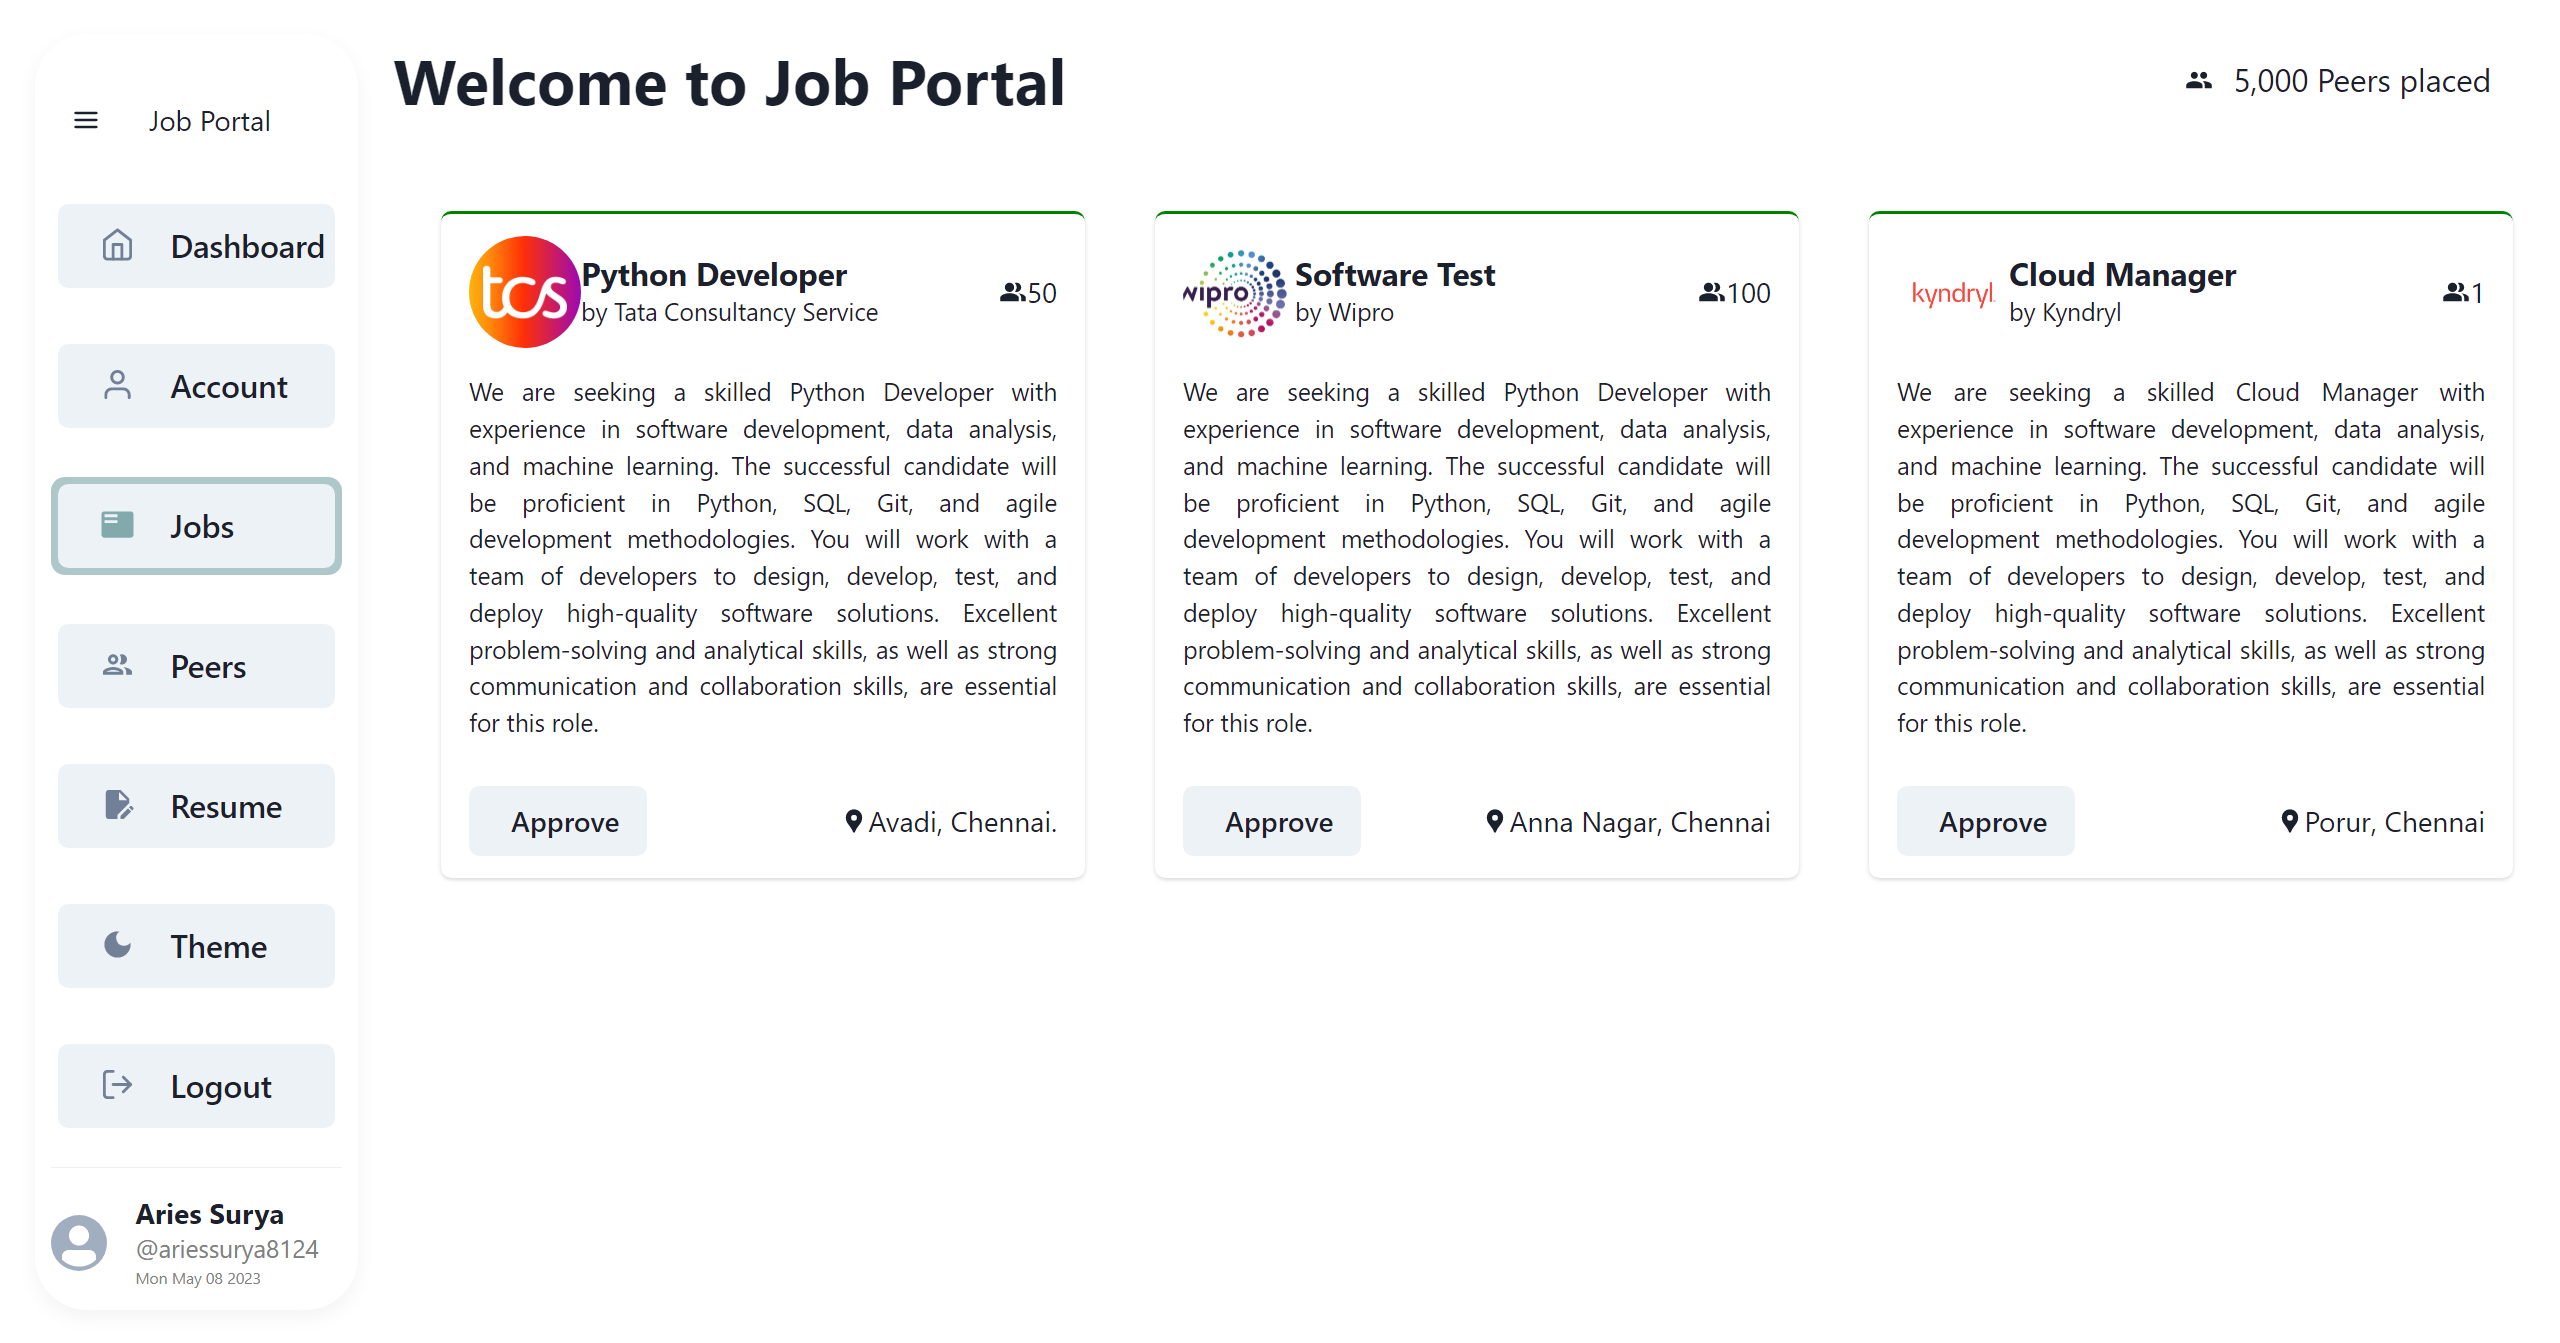 Job Portal
Dashboard
Account
Jobs
Peers
Resume
Theme
Logout
Aries Surya
@ariessurya8124
Mon May 08 2023
Welcome to Job Portal
5,000 Peers placed
tcs
Python Developer
by Tata Consultancy Service
50
We are seeking a skilled Python Developer with
experience in software development, data analysis,
and machine learning. The successful candidate will
be proficient in Python, SQL, Git, and agile
development methodologies. You will work with a
team of developers to design, develop, test, and
deploy high-quality software solutions. Excellent
problem-solving and analytical skills, as well as strong
communication and collaboration skills, are essential
for this role.
Approve
Avadi, Chennai.
wipro
Software Test
by Wipro
100
We are seeking a skilled Python Developer with
experience in software development, data analysis,
and machine learning. The successful candidate will
be proficient in Python, SQL, Git, and agile
development methodologies. You will work with a
team of developers to design, develop, test, and
deploy high-quality software solutions. Excellent
problem-solving and analytical skills, as well as strong
communication and collaboration skills, are essential
for this role.
Approve
Anna Nagar, Chennai
kyndryl
Cloud Manager
by Kyndryl
1
We are seeking a skilled Cloud Manager with
experience in software development, data analysis,
and machine learning. The successful candidate will
be proficient in Python, SQL, Git, and agile
development methodologies. You will work with a
team of developers to design, develop, test, and
deploy high-quality software solutions. Excellent
problem-solving and analytical skills, as well as strong
communication and collaboration skills, are essential
for this role.
Approve
Porur, Chennai